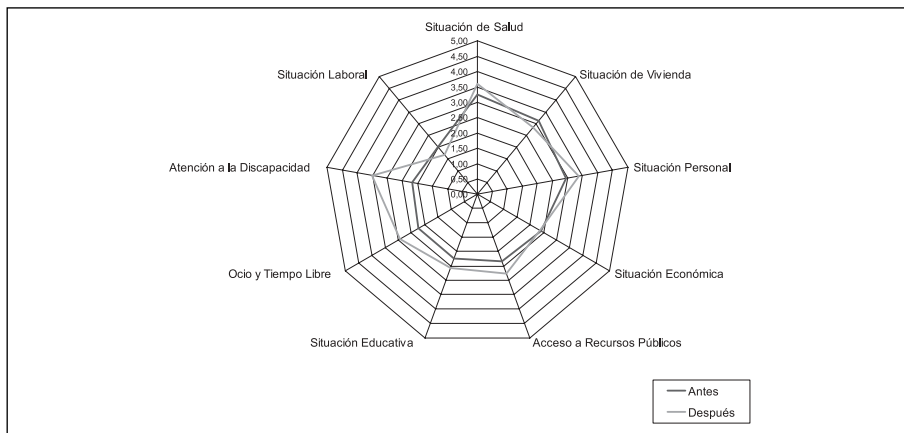 Situación de Salud
5,00
4,50
4,00
3,50
3,00
2,50
2,00
1,50
1,00
0,50
0,00
Situación Laboral
Situación de Vivienda
Atención a la Discapacidad
Situación Personal
Ocio y Tiempo Libre
Situación Económica
Situación Educativa
Acceso a Recursos Públicos
Antes
Después